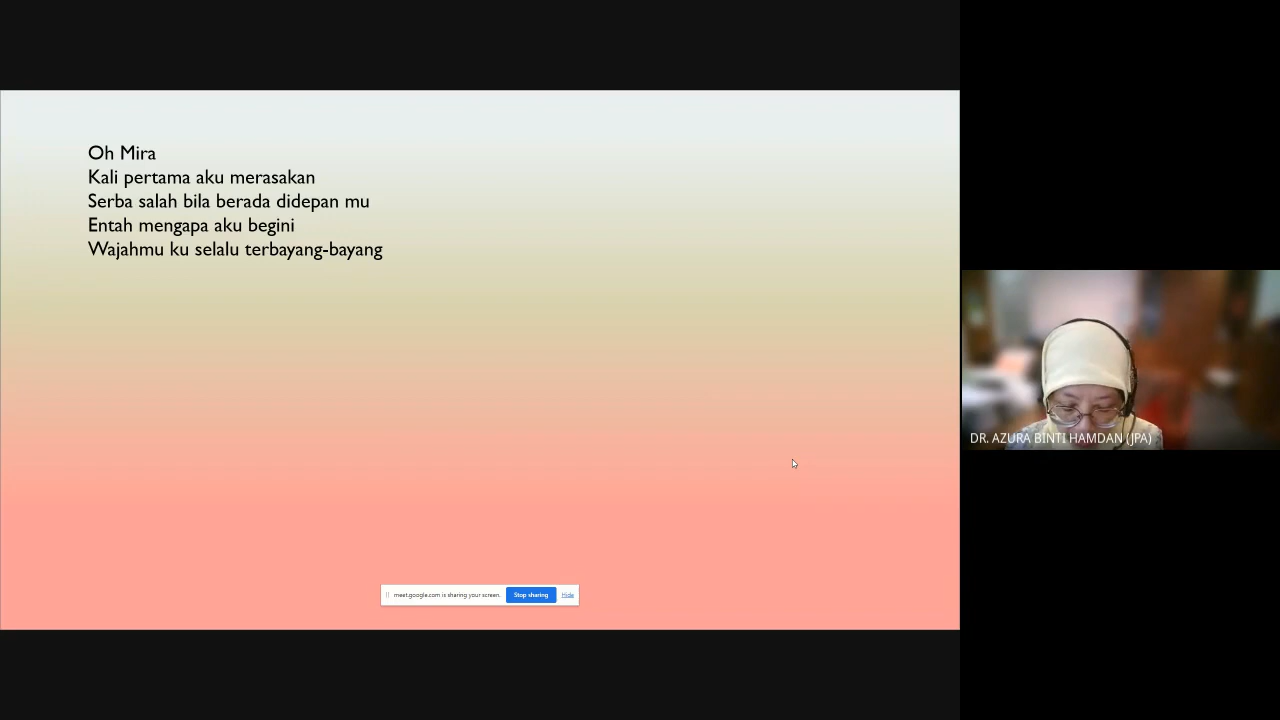 Oh Mira
Kali pertama aku merasakan
Serba salah bila berada didepan mu
Entah mengapa aku begini
Wajahmu ku selalu terbayang-bayang
meet.google.com is sharing your screen. Stop sharing Hide
DR. AZURA BINTI HAMDAN (JPA)